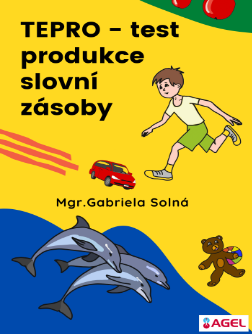 TEPRO - test
produkce
slovní
zásoby
Mgr.Gabriela Solná
AGEL